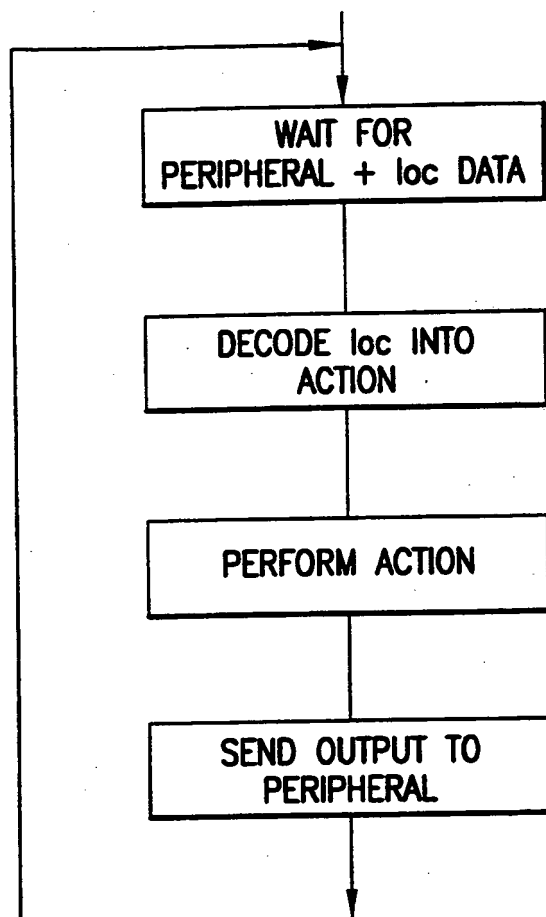 WAIT FOR
PERIPHERAL + loc DATA
DECODE loc INTO
ACTION
PERFORM ACTION
SEND OUTPUT TO
PERIPHERAL